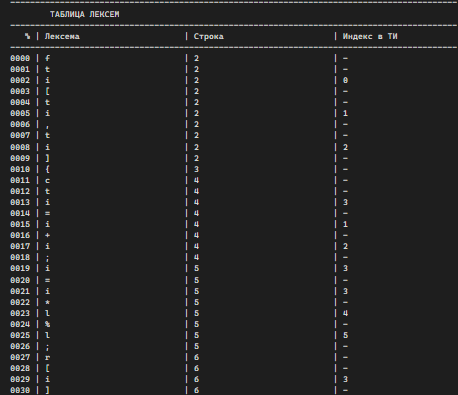 ТАБЛИЦА ЛЕКСЕМ
% | Лексема | Строка | Индекс в ТИ
0000 | f | 2 | -
0001 | t | 2 | -
0002 | i | 2 | 0
0003 | [ | 2 | -
0004 | t | 2 | -
0005 | i | 2 | 1
0006 | , | 2 | -
0007 | t | 2 | -
0008 | i | 2 | 2
0009 | ] | 2 | -
0010 | { | 3 | -
0011 | c | 4 | -
0012 | t | 4 | -
0013 | i | 4 | 3
0014 | = | 4 | -
0015 | i | 4 | 1
0016 | + | 4 | -
0017 | i | 4 | 2
0018 | ; | 4 | -
0019 | i | 5 | 3
0020 | = | 5 | -
0021 | i | 5 | 3
0022 | * | 5 | -
0023 | l | 5 | 4
0024 | % | 5 | -
0025 | l | 5 | 5
0026 | ; | 5 | -
0027 | r | 6 | -
0028 | [ | 6 | -
0029 | i | 6 | 3
0030 | ] | 6 | -